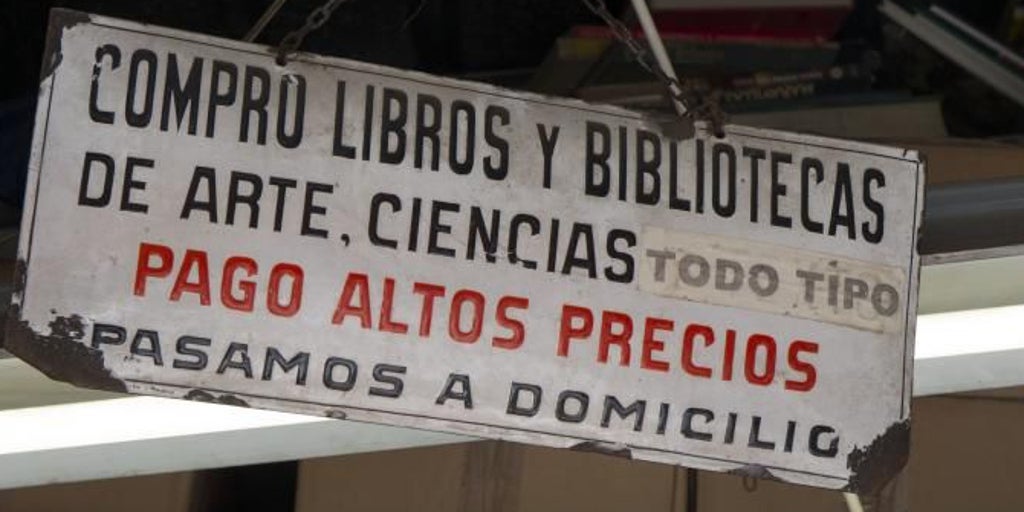 COMPRO LIBROS Y BIBLIOTECAS
DE ARTE, CIENCIAS TODO TIPO
PAGO ALTOS PRECIOS
PASAMOS A DOMICILIO